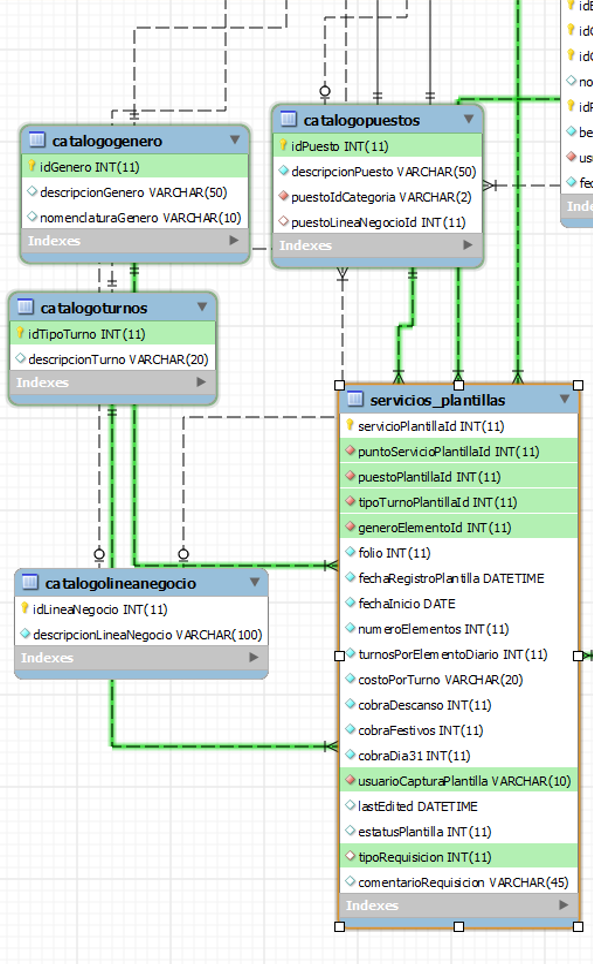 idE
idC
idC
no
idF
be
usu
fec
Inde
catalogogenero
idGenero INT(11)
descripcionGenero VARCHAR(50)
nomenclaturaGenero VARCHAR(10)
Indexes
catalogopuestos
idPuesto INT(11)
descripcionPuesto VARCHAR(50)
puestoIdCategoria VARCHAR(2)
puestoLineaNegocioId INT(11)
Indexes
catalogoturnos
idTipoTurno INT(11)
descripcionTurno VARCHAR(20)
Indexes
catalogolineanegocio
idLineaNegocio INT(11)
descripcionLineaNegocio VARCHAR(100)
Indexes
servicios_plantillas
servicioPlantillaId INT(11)
puntoServicioPlantillaId INT(11)
puestoPlantillaId INT(11)
tipoTurnoPlantillaId INT(11)
generoElementoId INT(11)
folio INT(11)
fechaRegistroPlantilla DATETIME
fechaInicio DATE
numeroElementos INT(11)
turnosPorElementoDiario INT(11)
costoPorTurno VARCHAR(20)
cobraDescanso INT(11)
cobraFestivos INT(11)
cobraDia31 INT(11)
usuarioCapturaPlantilla VARCHAR(10)
lastEdited DATETIME
estatusPlantilla INT(11)
tipoRequisicion INT(11)
comentarioRequisicion VARCHAR(45)
Indexes